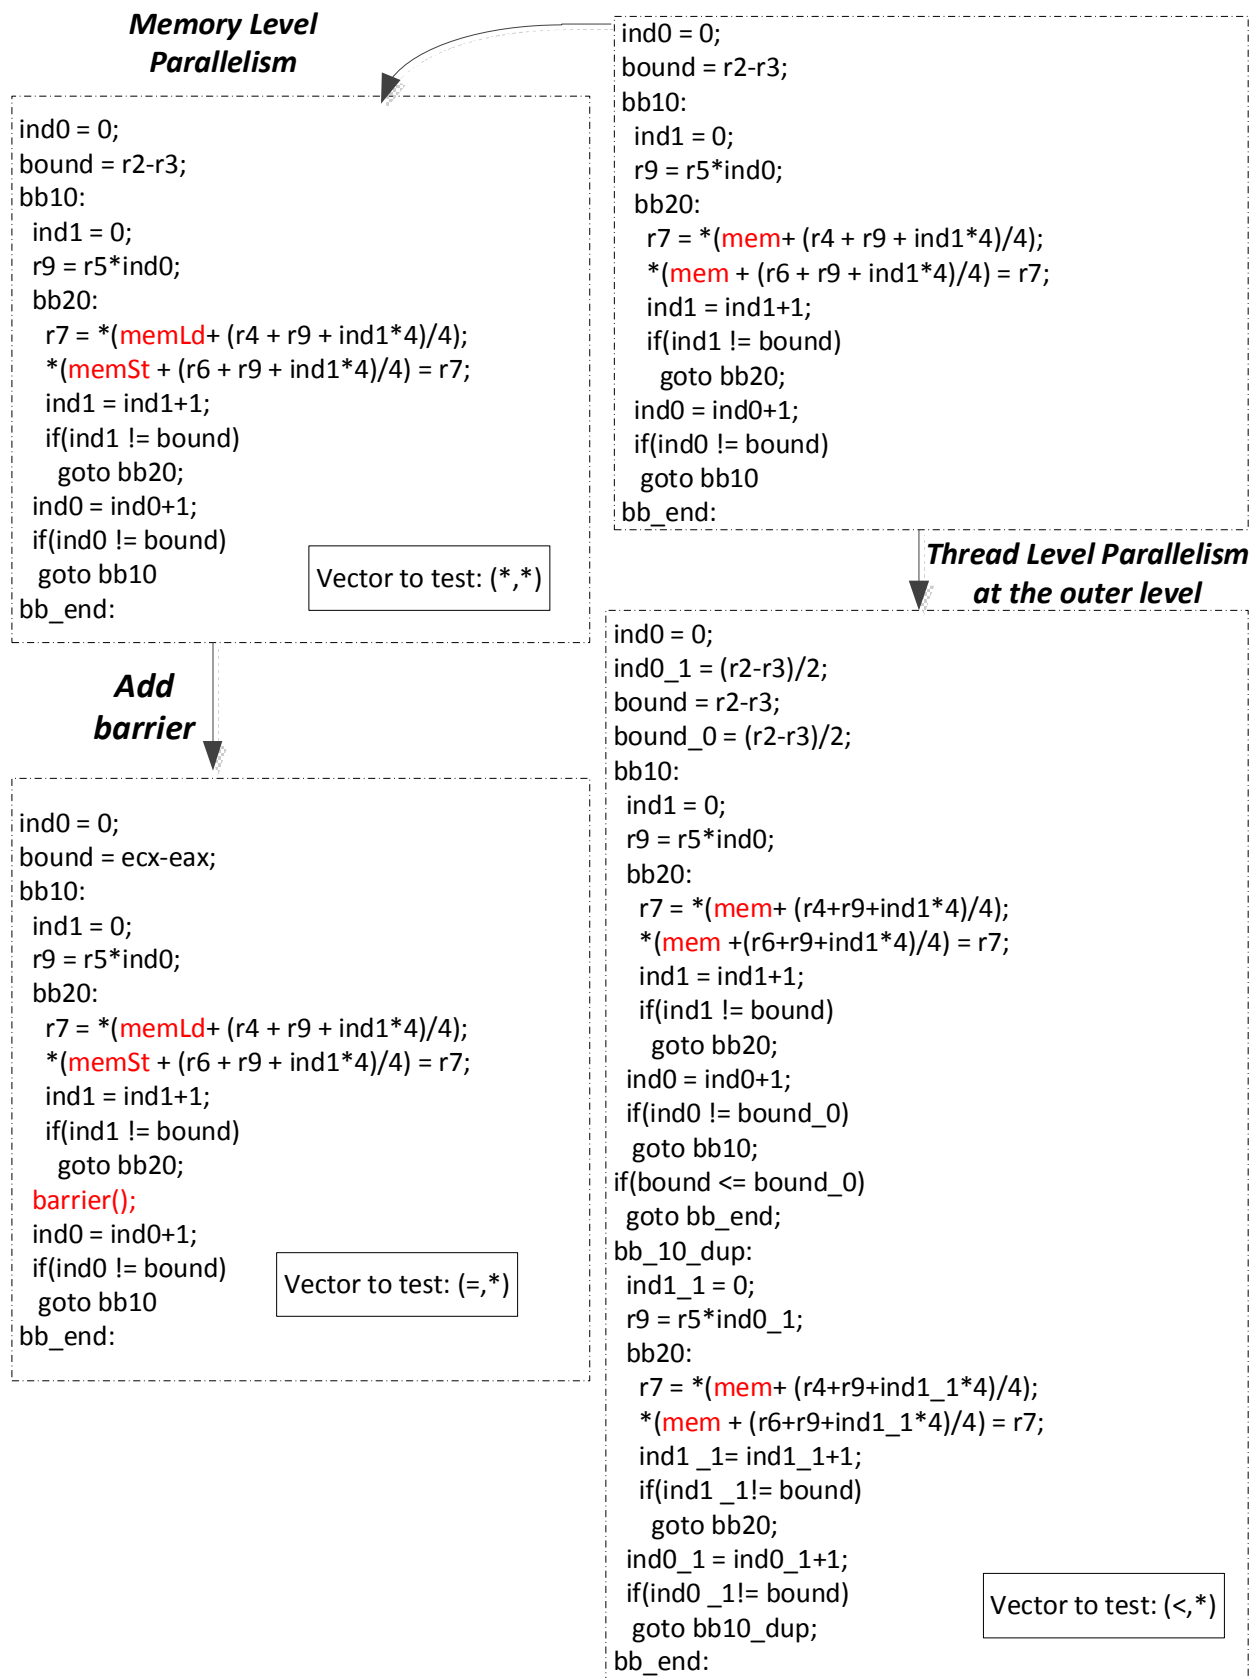 Memory Level
Parallelism
ind0 = 0;
bound = r2-r3;
bb10:
ind1 = 0;
r9 = r5*ind0;
bb20:
r7 = *(memLd+ (r4 + r9 + ind1*4)/4);
*(memSt + (r6 + r9 + ind1*4)/4) = r7;
ind1 = ind1+1;
if(ind1 != bound)
goto bb20;
ind0 = ind0+1;
if(ind0 != bound)
goto bb10
bb_end:
Vector to test: (*,*)
Add
barrier
ind0 = 0;
bound = ecx-eax;
bb10:
ind1 = 0;
r9 = r5*ind0;
bb20:
r7 = *(memLd+ (r4 + r9 + ind1*4)/4);
*(memSt + (r6 + r9 + ind1*4)/4) = r7;
ind1 = ind1+1;
if(ind1 != bound)
goto bb20;
barrier();
ind0 = ind0+1;
if(ind0 != bound)
goto bb10
bb_end:
Vector to test: (=,*)
ind0 = 0;
bound = r2-r3;
bb10:
ind1 = 0;
r9 = r5*ind0;
bb20:
r7 = *(mem+ (r4 + r9 + ind1*4)/4);
*(mem + (r6 + r9 + ind1*4)/4) = r7;
ind1 = ind1+1;
if(ind1 != bound)
goto bb20;
ind0 = ind0+1;
if(ind0 != bound)
goto bb10
bb_end:
Thread Level Parallelism
at the outer level
ind0 = 0;
ind0_1 = (r2-r3)/2;
bound = r2-r3;
bound_0 = (r2-r3)/2;
bb10:
ind1 = 0;
r9 = r5*ind0;
bb20:
r7 = *(mem+ (r4+r9+ind1*4)/4);
*(mem +(r6+r9+ind1*4)/4) = r7;
ind1 = ind1+1;
if(ind1 != bound)
goto bb20;
ind0 = ind0+1;
if(ind0 != bound_0)
goto bb10;
if(bound <= bound_0)
goto bb_end;
bb_10_dup:
ind1_1 = 0;
r9 = r5*ind0_1;
bb20:
r7 = *(mem+ (r4+r9+ind1_1*4)/4);
*(mem + (r6+r9+ind1_1*4)/4) = r7;
ind1 _1= ind1_1+1;
if(ind1 _1!= bound)
goto bb20;
ind0_1 = ind0_1+1;
if(ind0 _1!= bound)
goto bb10_dup;
bb_end:
Vector to test: (<,*)